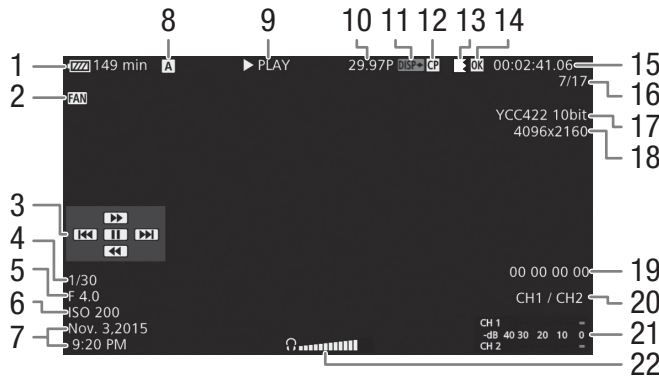 8 9 10 11 12 13 14
1 149 min A PLAY 29.97P DISP CP OK 00:02:41.06 15
7/17 16
2 FAN
YCC422 10bit 17
4096x2160 18
3
4 1/30
5 F 4.0
00 00 00 00 19
6 ISO 200
CH1 / CH2 20
7 Nov. 3,2015
9:20 PM
CH 1
-dB 40 30 20 10 0 21
CH 2
22